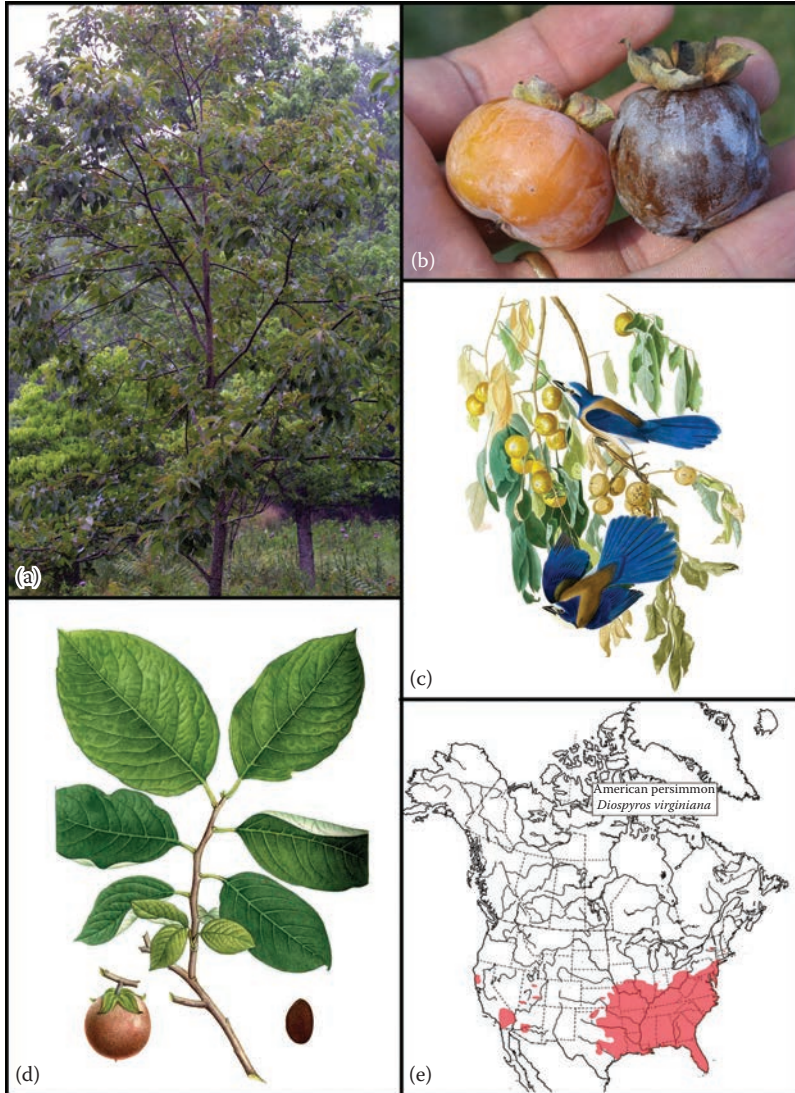 (a)
(b)
(c)
(d)
American persimmon
Diospyros virginiana
(e)